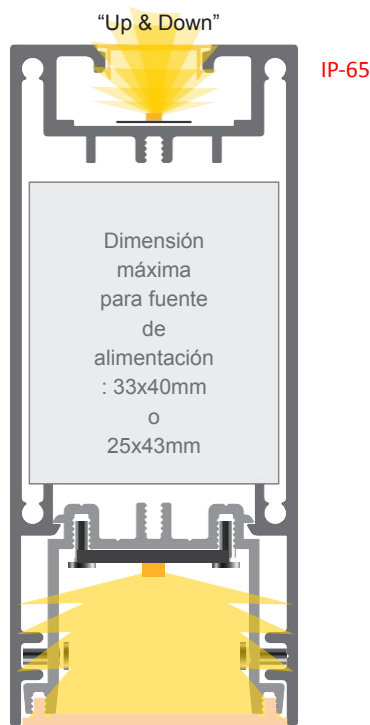 “Up & Down”
IP-65
Dimensión
máxima
para fuente
de
alimentación
: 33x40mm
o
25x43mm